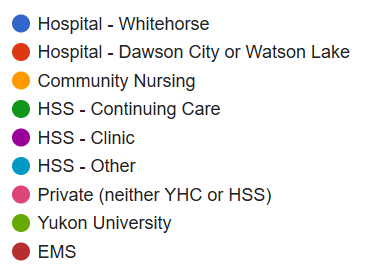 Hospital - Whitehorse
Hospital - Dawson City or Watson Lake
Community Nursing
HSS - Continuing Care
HSS - Clinic
HSS - Other
Private (neither YHC or HSS)
Yukon University
EMS